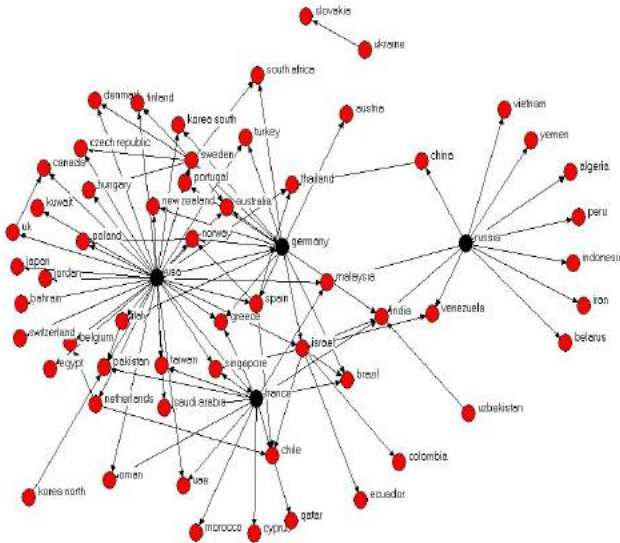 slovakia
ukraine
south africa
denmark
finland
austria
vietnam
korea south
turkey
yemen
czech republic
sweden
china
canada
algeria
hungary
portugal
thailand
kuwait
new zealand
australia
peru
uk
poland
norway
germany
russia
japan
jordan
usa
malaysia
indonesia
bahrain
spain
india
venezuela
iran
switzerland
belgium
italy
greece
israel
belarus
egypt
pakistan
taiwan
singapore
brazil
netherlands
saudi arabia
france
uzbekistan
chile
colombia
oman
uae
korea north
ecuador
qatar
morocco
cyprus